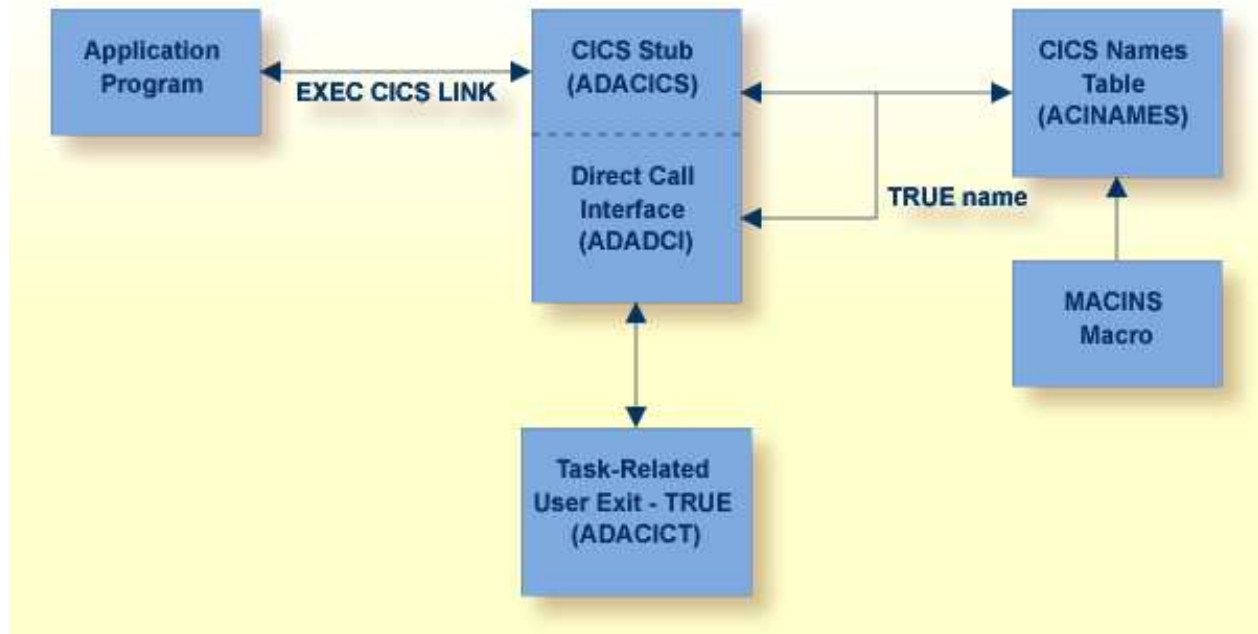 Application
Program
EXEC CICS LINK
CICS Stub
(ADACICS)
Direct Call
Interface
(ADADCI)
CICS Names
Table
(ACINAMES)
TRUE name
MACINS
Macro
Task-Related
User Exit - TRUE
(ADACICT)